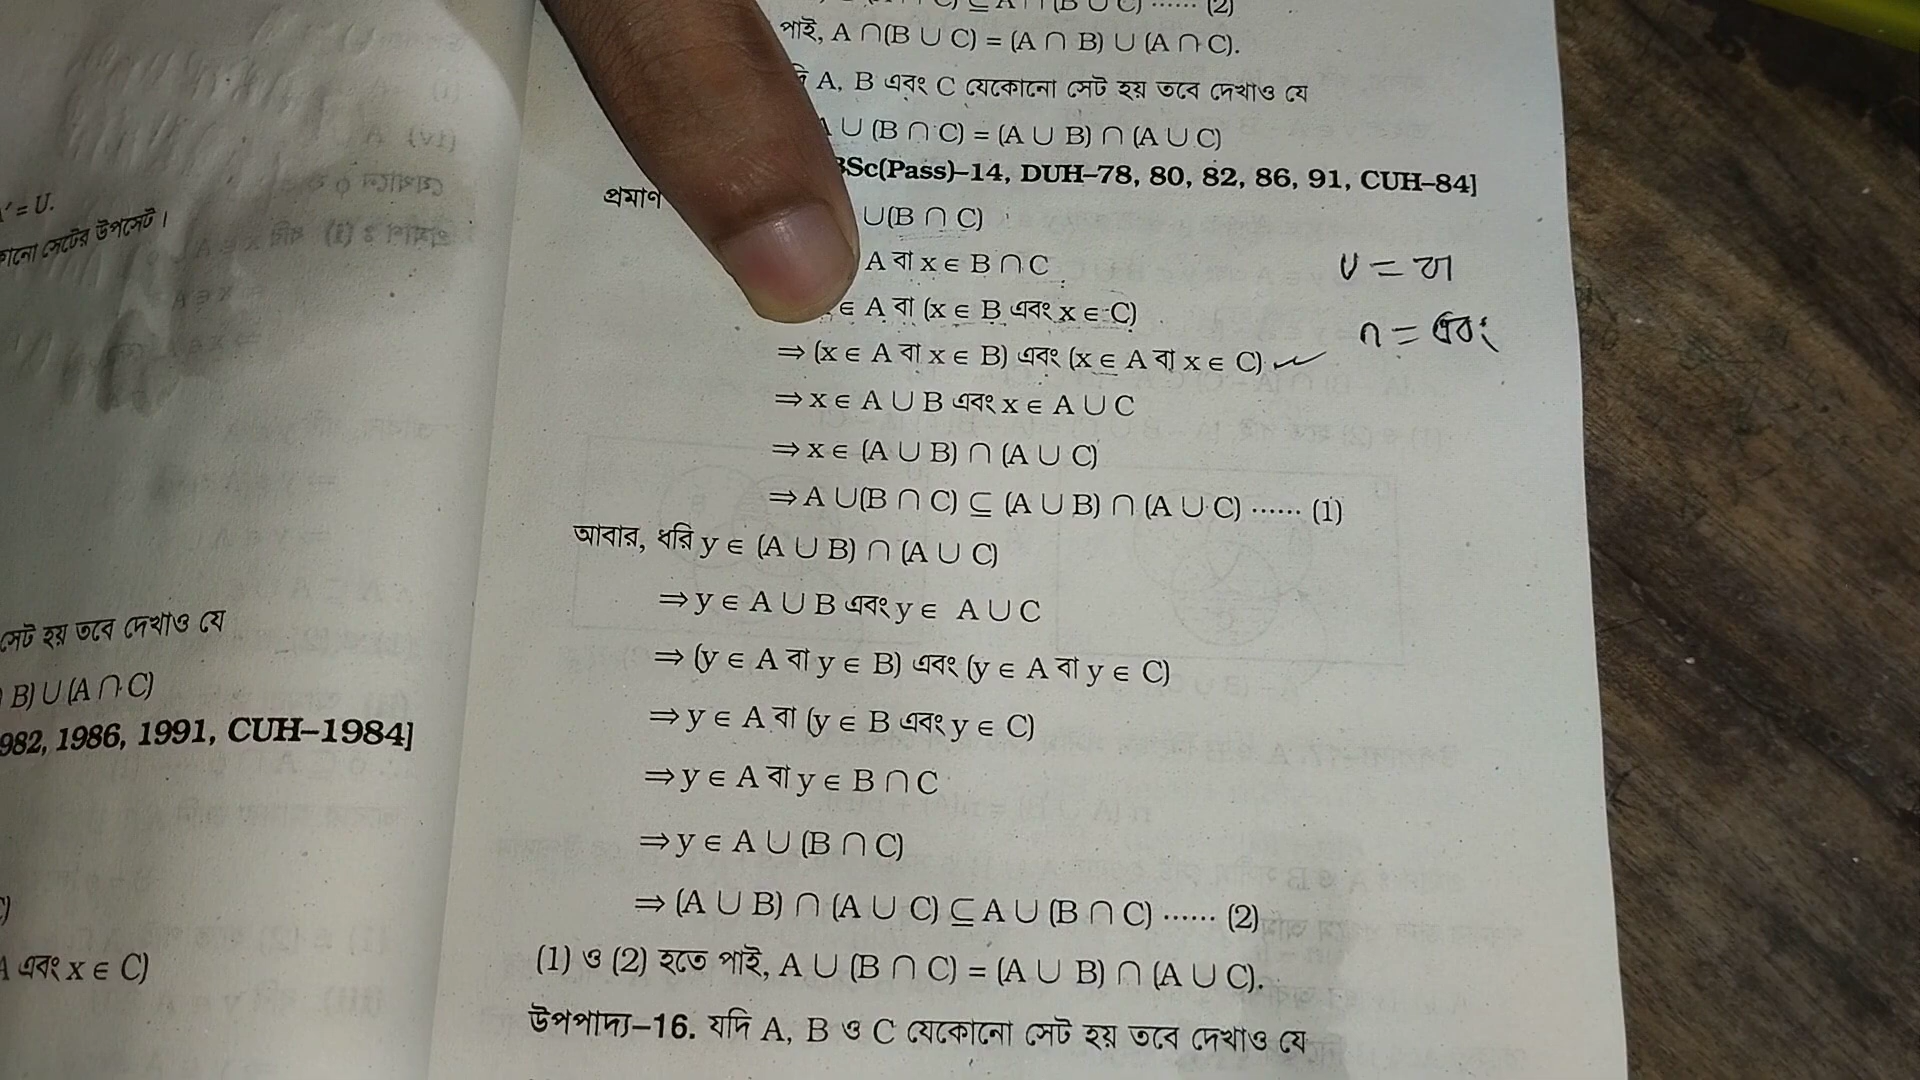 A' = U.
সেটের উপসেট।
সেট হয় তবে দেখাও যে
B) ∪ (A ∩ C)
982, 1986, 1991, CUH–1984]
A এবং x ∈ C)
⊆ A ∩ (B ∪ C) ...... (2)
পাই, A ∩(B ∪ C) = (A ∩ B) ∪ (A ∩ C).
A, B এবং C যেকোনো সেট হয় তবে দেখাও যে
∪ (B ∩ C) = (A ∪ B) ∩ (A ∪ C)
BSc(Pass)–14, DUH–78, 80, 82, 86, 91, CUH–84]
প্রমাণ ∪(B ∩ C)
A বা x ∈ B ∩ C
∈ A বা (x ∈ B এবং x ∈ C)
⇒ (x ∈ A বা x ∈ B) এবং (x ∈ A বা x ∈ C)
⇒ x ∈ A ∪ B এবং x ∈ A ∪ C
⇒ x ∈ (A ∪ B) ∩ (A ∪ C)
⇒ A ∪(B ∩ C) ⊆ (A ∪ B) ∩ (A ∪ C) ...... (1)
∪ = বা
∩ = এবং
আবার, ধরি y ∈ (A ∪ B) ∩ (A ∪ C)
⇒ y ∈ A ∪ B এবং y ∈ A ∪ C
⇒ (y ∈ A বা y ∈ B) এবং (y ∈ A বা y ∈ C)
⇒ y ∈ A বা (y ∈ B এবং y ∈ C)
⇒ y ∈ A বা y ∈ B ∩ C
⇒ y ∈ A ∪ (B ∩ C)
⇒ (A ∪ B) ∩ (A ∪ C) ⊆ A ∪ (B ∩ C) ...... (2)
(1) ও (2) হতে পাই, A ∪ (B ∩ C) = (A ∪ B) ∩ (A ∪ C).
উপপাদ্য–16. যদি A, B ও C যেকোনো সেট হয় তবে দেখাও যে